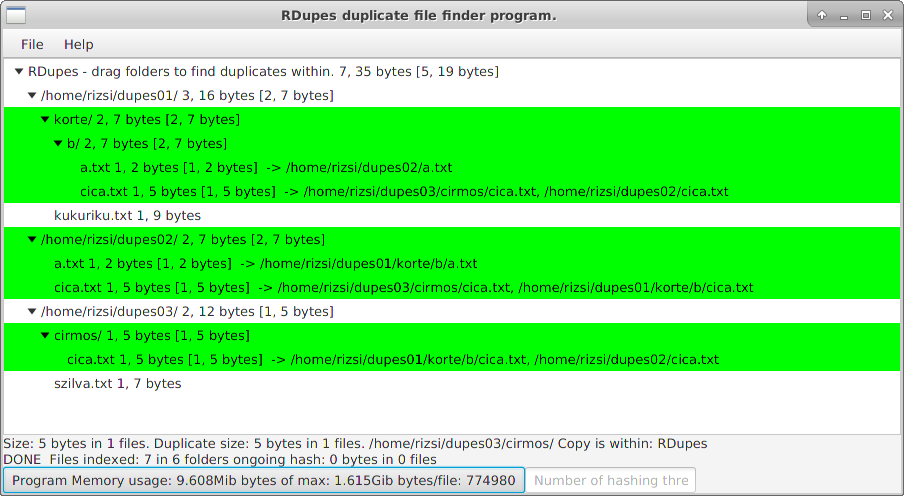 RDupes duplicate file finder program.
File Help
RDupes - drag folders to find duplicates within. 7, 35 bytes [5, 19 bytes]
/home/rizsi/dupes01/ 3, 16 bytes [2, 7 bytes]
korte/ 2, 7 bytes [2, 7 bytes]
b/ 2, 7 bytes [2, 7 bytes]
a.txt 1, 2 bytes [1, 2 bytes] -> /home/rizsi/dupes02/a.txt
cica.txt 1, 5 bytes [1, 5 bytes] -> /home/rizsi/dupes03/cirmos/cica.txt, /home/rizsi/dupes02/cica.txt
kukuriku.txt 1, 9 bytes
/home/rizsi/dupes02/ 2, 7 bytes [2, 7 bytes]
a.txt 1, 2 bytes [1, 2 bytes] -> /home/rizsi/dupes01/korte/b/a.txt
cica.txt 1, 5 bytes [1, 5 bytes] -> /home/rizsi/dupes03/cirmos/cica.txt, /home/rizsi/dupes01/korte/b/cica.txt
/home/rizsi/dupes03/ 2, 12 bytes [1, 5 bytes]
cirmos/ 1, 5 bytes [1, 5 bytes]
cica.txt 1, 5 bytes [1, 5 bytes] -> /home/rizsi/dupes01/korte/b/cica.txt, /home/rizsi/dupes02/cica.txt
szilva.txt 1, 7 bytes
Size: 5 bytes in 1 files. Duplicate size: 5 bytes in 1 files. /home/rizsi/dupes03/cirmos/ Copy is within: RDupes
DONE Files indexed: 7 in 6 folders ongoing hash: 0 bytes in 0 files
Program Memory usage: 9.608Mib bytes of max: 1.615Gib bytes/file: 774980 Number of hashing thre